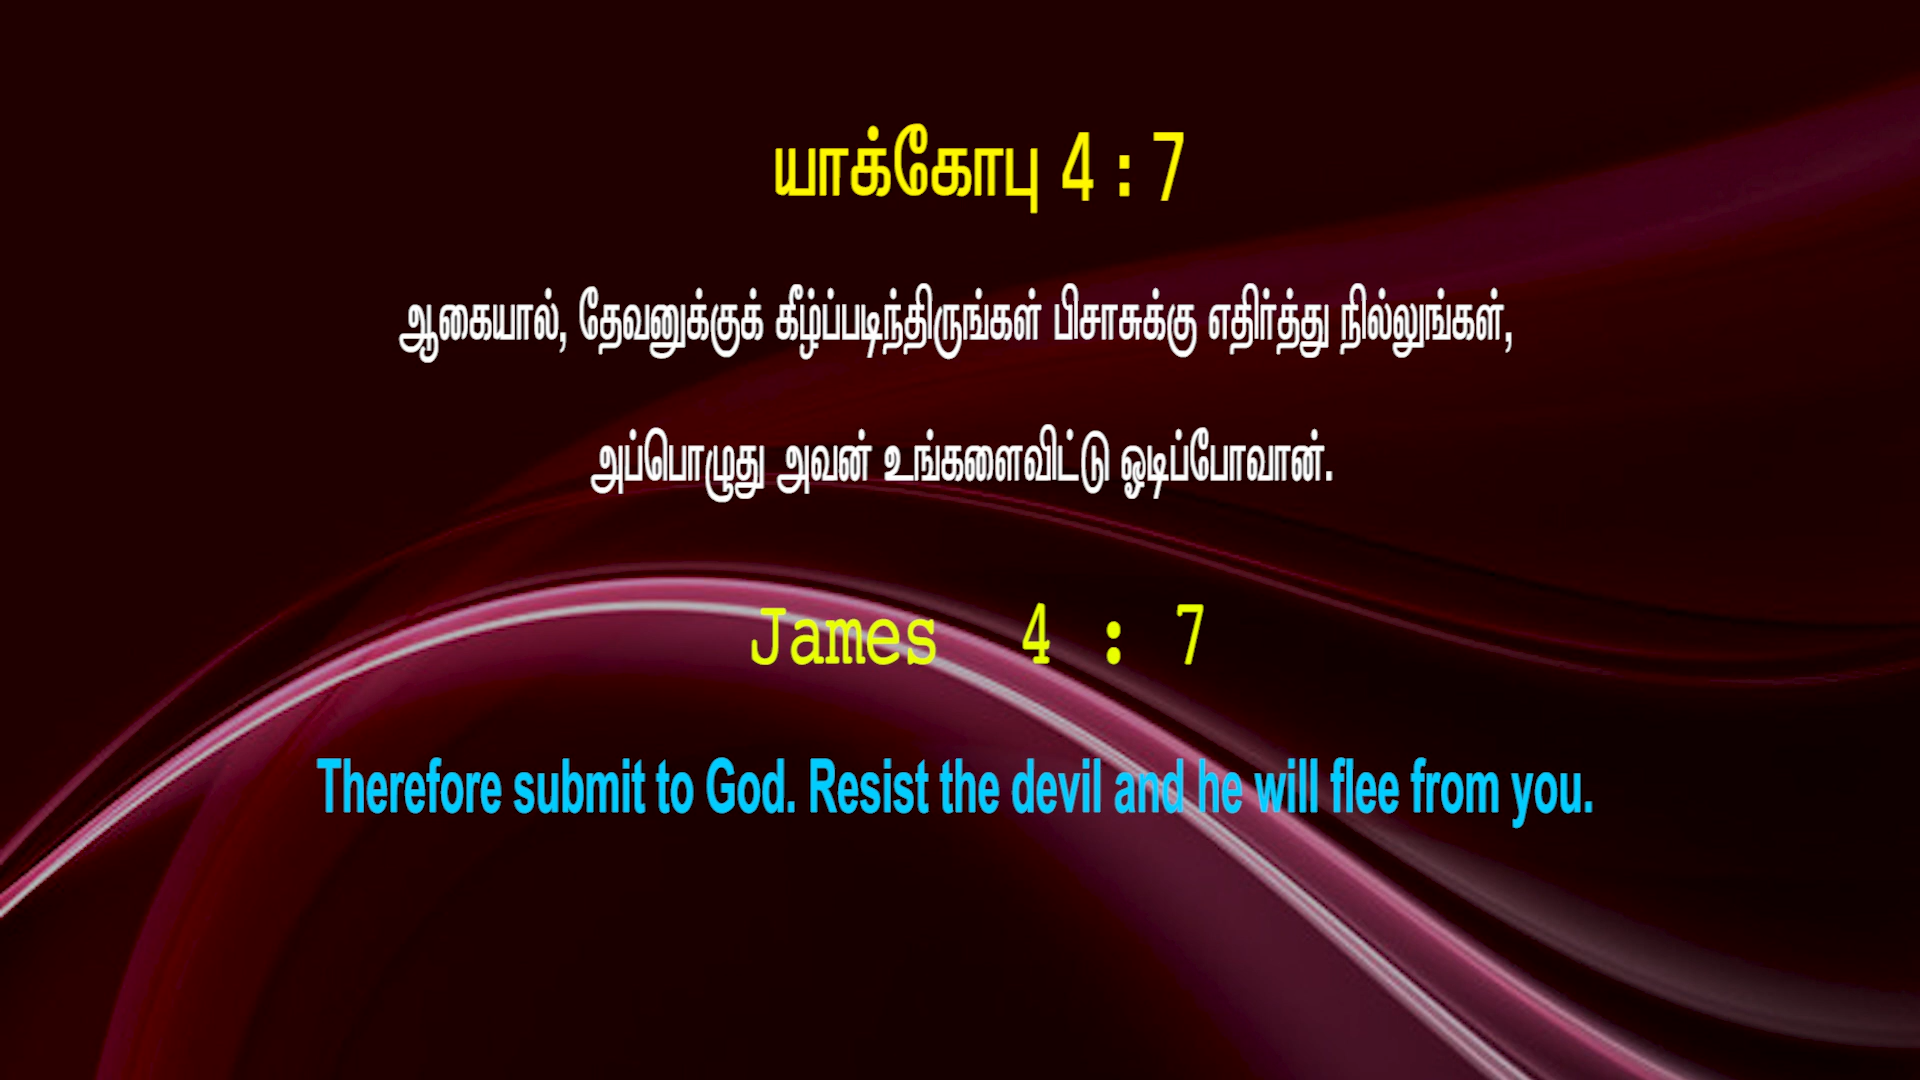 யாக்கோபு 4 : 7
ஆகையால், தேவனுக்குக் கீழ்ப்படிந்திருங்கள் பிசாசுக்கு எதிர்த்து நில்லுங்கள்,
அப்பொழுது அவன் உங்களைவிட்டு ஓடிப்போவான்.
James 4 : 7
Therefore submit to God. Resist the devil and he will flee from you.